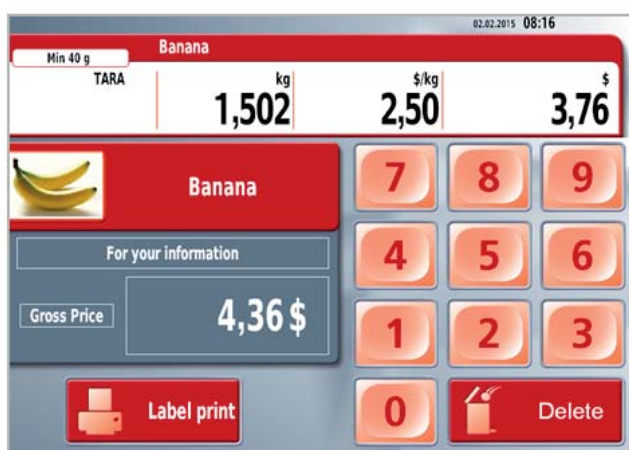 02.02.2015 08:16
Banana
Min 40 g
TARA kg $/kg $
1,502 2,50 3,76
Banana
For your information
Gross Price 4,36 $
Label print
7 8 9
4 5 6
1 2 3
0 Delete